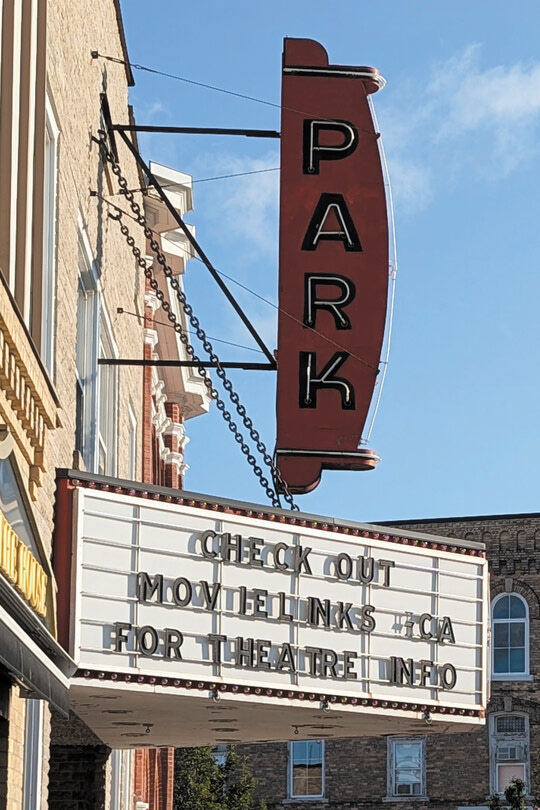 PARK
CHECK OUT
MOVIELINKS .CA
FOR THEATRE INFO